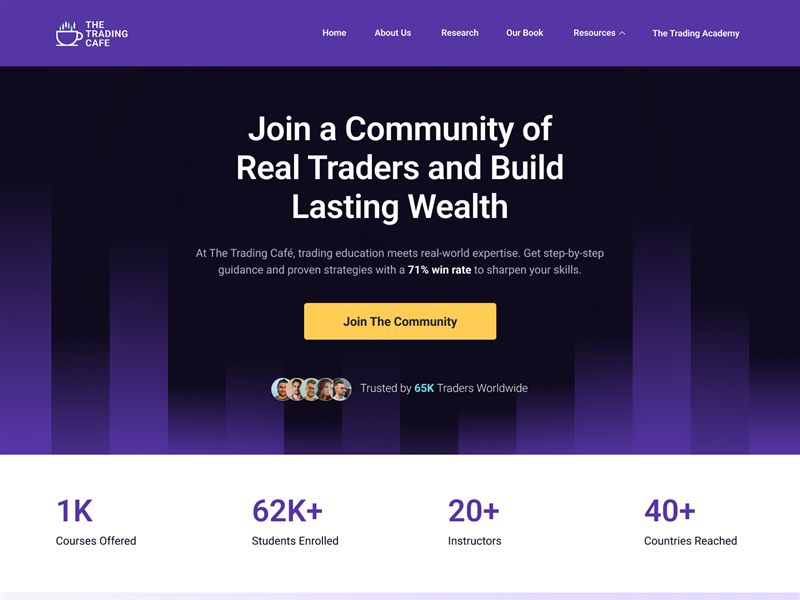 THE
TRADING
CAFE
Home About Us Research Our Book Resources The Trading Academy
Join a Community of
Real Traders and Build
Lasting Wealth
At The Trading Café, trading education meets real-world expertise. Get step-by-step
guidance and proven strategies with a 71% win rate to sharpen your skills.
Join The Community
Trusted by 65K Traders Worldwide
1K 62K+ 20+ 40+
Courses Offered Students Enrolled Instructors Countries Reached